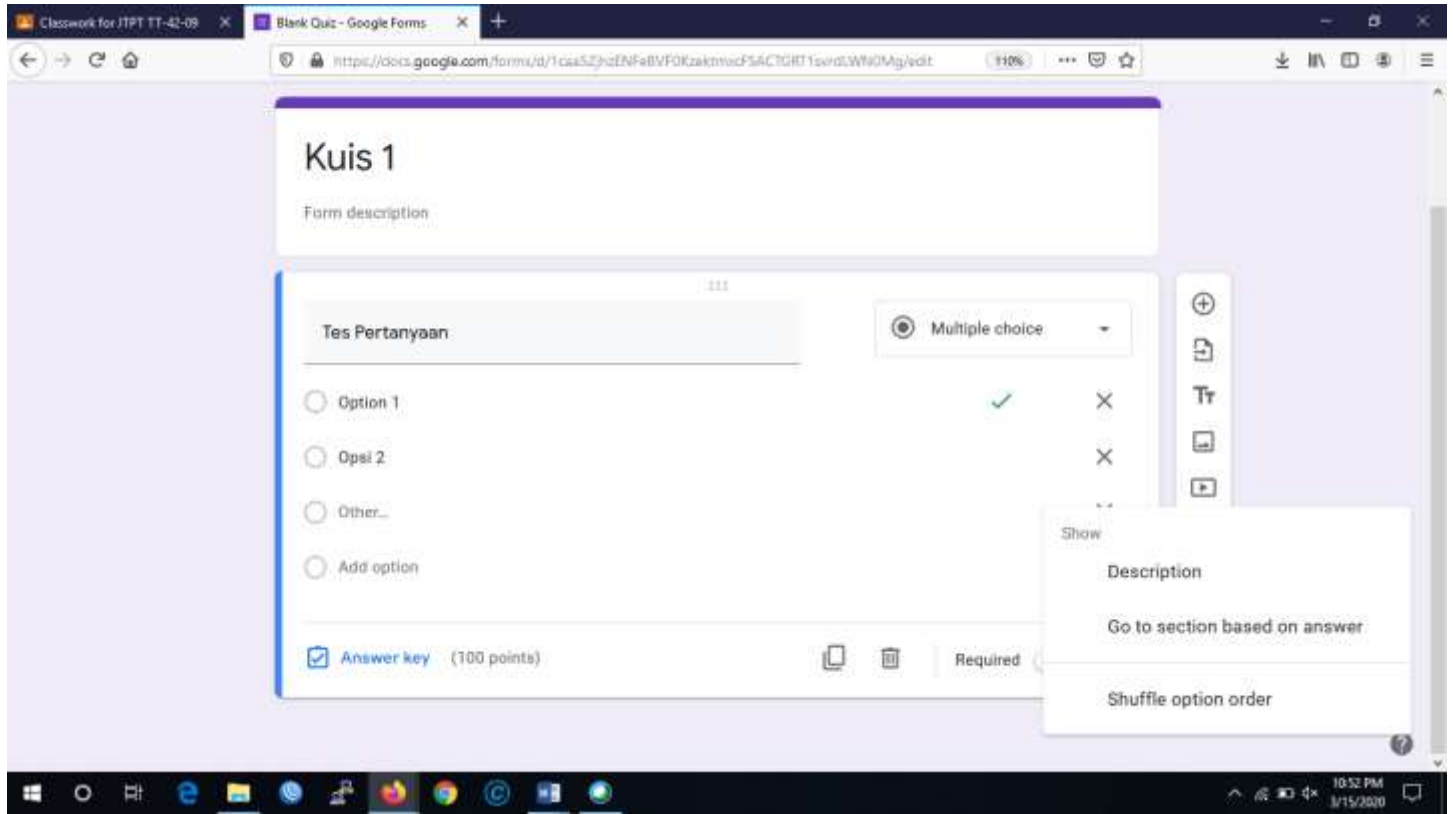 Classwork for JTPT TT-42-09
Blank Quiz - Google Forms
110%
Kuis 1
Form description
Tes Pertanyaan
Multiple choice
Option 1
Opsi 2
Other...
Add option
Show
Description
Go to section based on answer
Shuffle option order
Answer key (100 points)
Required
10:52 PM
3/15/2020